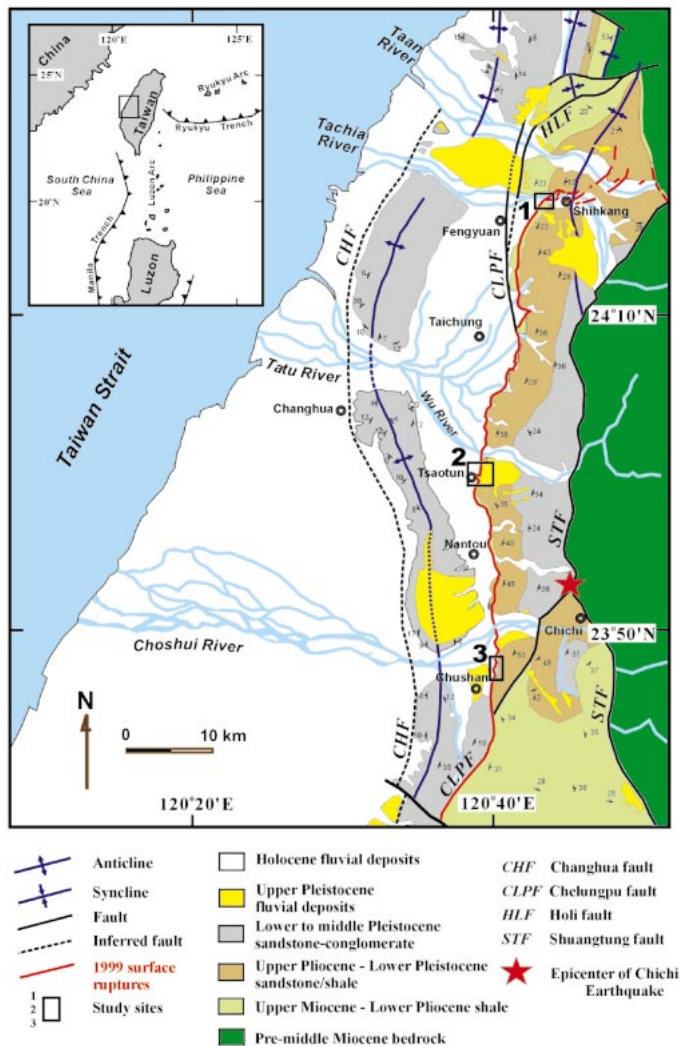 120°E
125°E
China
25°N
Ryukyu Arc
Taiwan
Ryukyu
Trench
South China
Sea
Luzon Arc
Philippine
Sea
20°N
Trench
Manila
Luzon
Taan
River
Tachia
River
HLF
1
Shihkang
Fengyuan
CHF
CLPF
24°10'N
Taichung
Tatu River
Changhua
Wu River
Taiwan Strait
2
Tsaotun
STF
Nantou
Chichi
23°50'N
Choshui River
3
Chushan
N
0
10 km
CHF
CLPF
STF
120°20'E
120°40'E
Anticline
Syncline
Fault
Inferred fault
1999 surface
ruptures
1
2
3
Study sites
Holocene fluvial deposits
Upper Pleistocene
fluvial deposits
Lower to middle Pleistocene
sandstone-conglomerate
Upper Pliocene - Lower Pleistocene
sandstone/shale
Upper Miocene - Lower Pliocene shale
Pre-middle Miocene bedrock
CHF Changhua fault
CLPF Chelungpu fault
HLF Holi fault
STF Shuangtung fault
Epicenter of Chichi
Earthquake